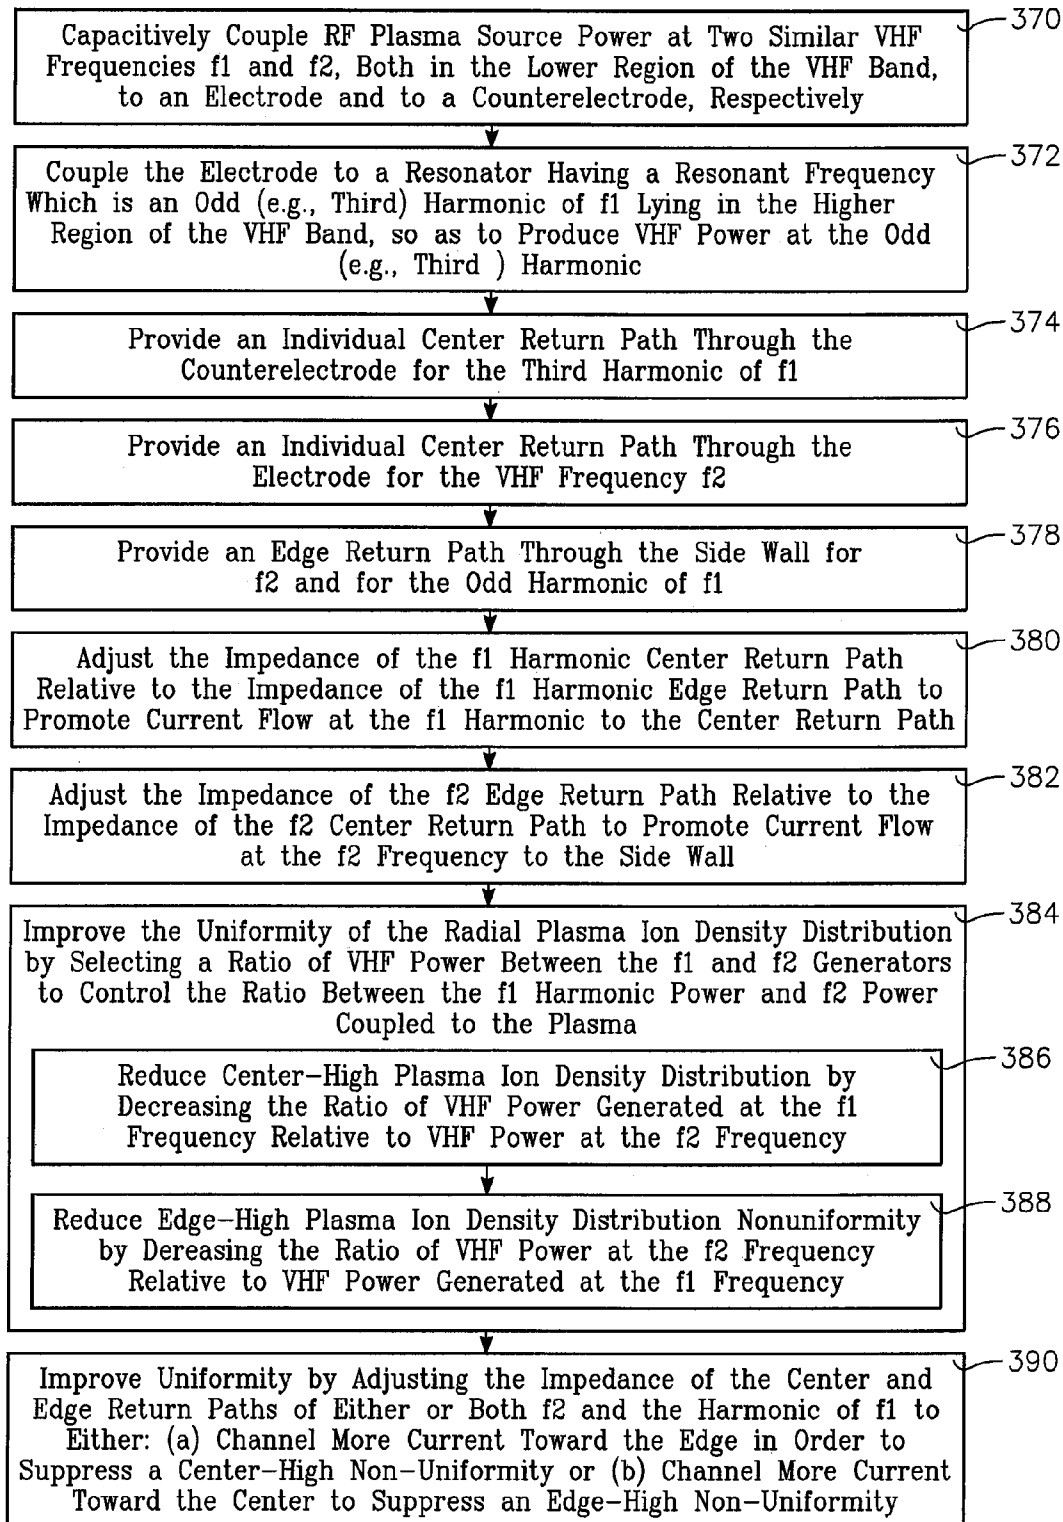 370
Capacitively Couple RF Plasma Source Power at Two Similar VHF
Frequencies f1 and f2, Both in the Lower Region of the VHF Band,
to an Electrode and to a Counterelectrode, Respectively
372
Couple the Electrode to a Resonator Having a Resonant Frequency
Which is an Odd (e.g., Third) Harmonic of f1 Lying in the Higher
Region of the VHF Band, so as to Produce VHF Power at the Odd
(e.g., Third ) Harmonic
374
Provide an Individual Center Return Path Through the
Counterelectrode for the Third Harmonic of f1
376
Provide an Individual Center Return Path Through the
Electrode for the VHF Frequency f2
378
Provide an Edge Return Path Through the Side Wall for
f2 and for the Odd Harmonic of f1
380
Adjust the Impedance of the f1 Harmonic Center Return Path
Relative to the Impedance of the f1 Harmonic Edge Return Path to
Promote Current Flow at the f1 Harmonic to the Center Return Path
382
Adjust the Impedance of the f2 Edge Return Path Relative to the
Impedance of the f2 Center Return Path to Promote Current Flow
at the f2 Frequency to the Side Wall
384
Improve the Uniformity of the Radial Plasma Ion Density Distribution
by Selecting a Ratio of VHF Power Between the f1 and f2 Generators
to Control the Ratio Between the f1 Harmonic Power and f2 Power
Coupled to the Plasma
386
Reduce Center-High Plasma Ion Density Distribution by
Decreasing the Ratio of VHF Power Generated at the f1
Frequency Relative to VHF Power at the f2 Frequency
388
Reduce Edge-High Plasma Ion Density Distribution Nonuniformity
by Dereasing the Ratio of VHF Power at the f2 Frequency
Relative to VHF Power Generated at the f1 Frequency
390
Improve Uniformity by Adjusting the Impedance of the Center and
Edge Return Paths of Either or Both f2 and the Harmonic of f1 to
Either: (a) Channel More Current Toward the Edge in Order to
Suppress a Center-High Non-Uniformity or (b) Channel More Current
Toward the Center to Suppress an Edge-High Non-Uniformity